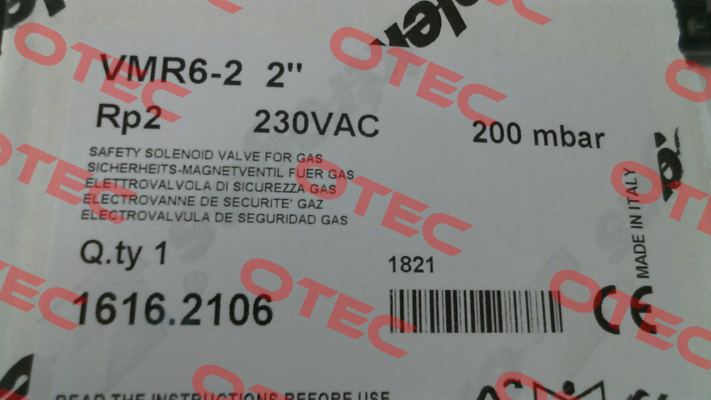 VMR6-2 2"
Rp2 230VAC 200 mbar
SAFETY SOLENOID VALVE FOR GAS
SICHERHEITS-MAGNETVENTIL FUER GAS
ELETTROVALVOLA DI SICUREZZA GAS
ELECTROVANNE DE SECURITE' GAZ
ELECTROVALVULA DE SEGURIDAD GAS
Q.ty 1
1821
1616.2106
CE
MADE IN ITALY
READ THE INSTRUCTIONS BEFORE USE
OTEC
OTEC
OTEC
OTEC
OTEC
OTEC
OTEC
OTEC